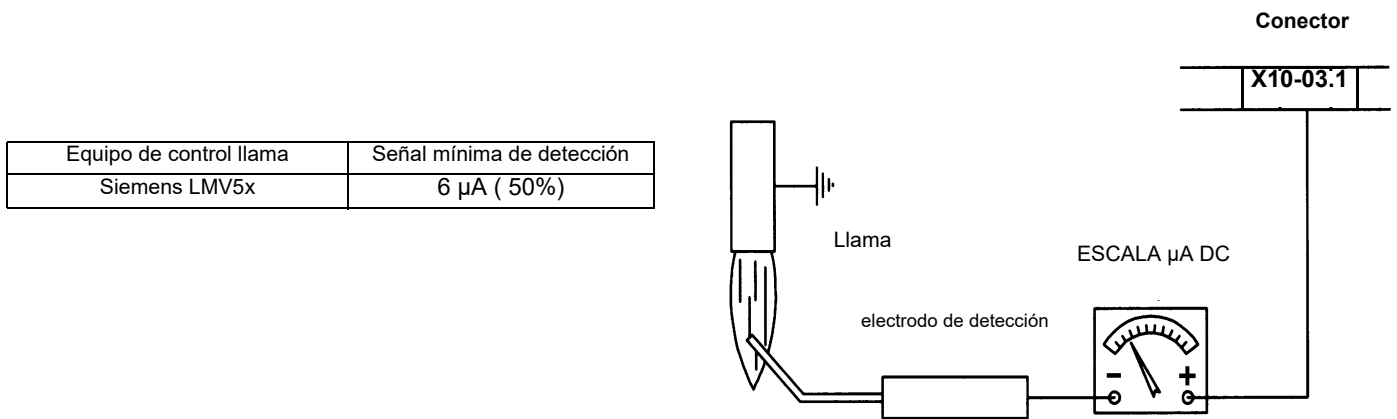 Conector
X10-03.1
Equipo de control llama Señal mínima de detección
Siemens LMV5x 6 µA ( 50%)
Llama
ESCALA µA DC
electrodo de detección
- +